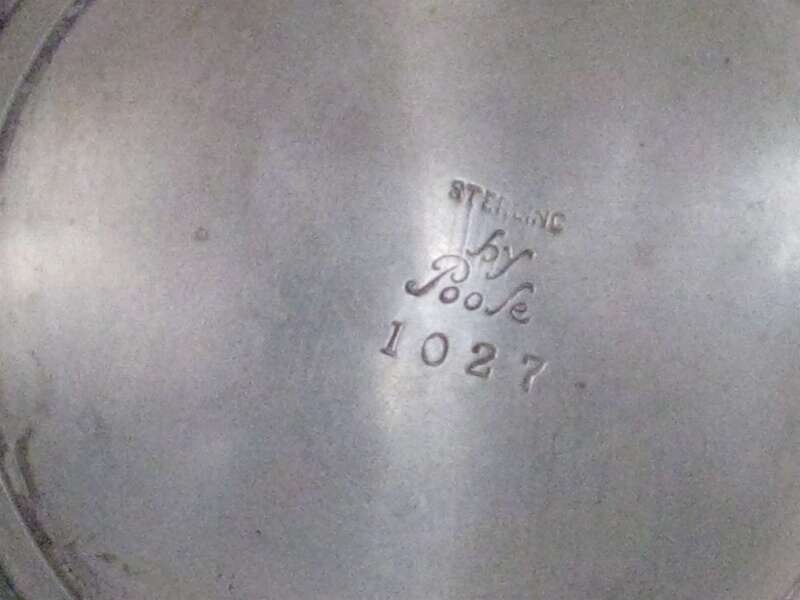 STERLING
by
Poole
1027